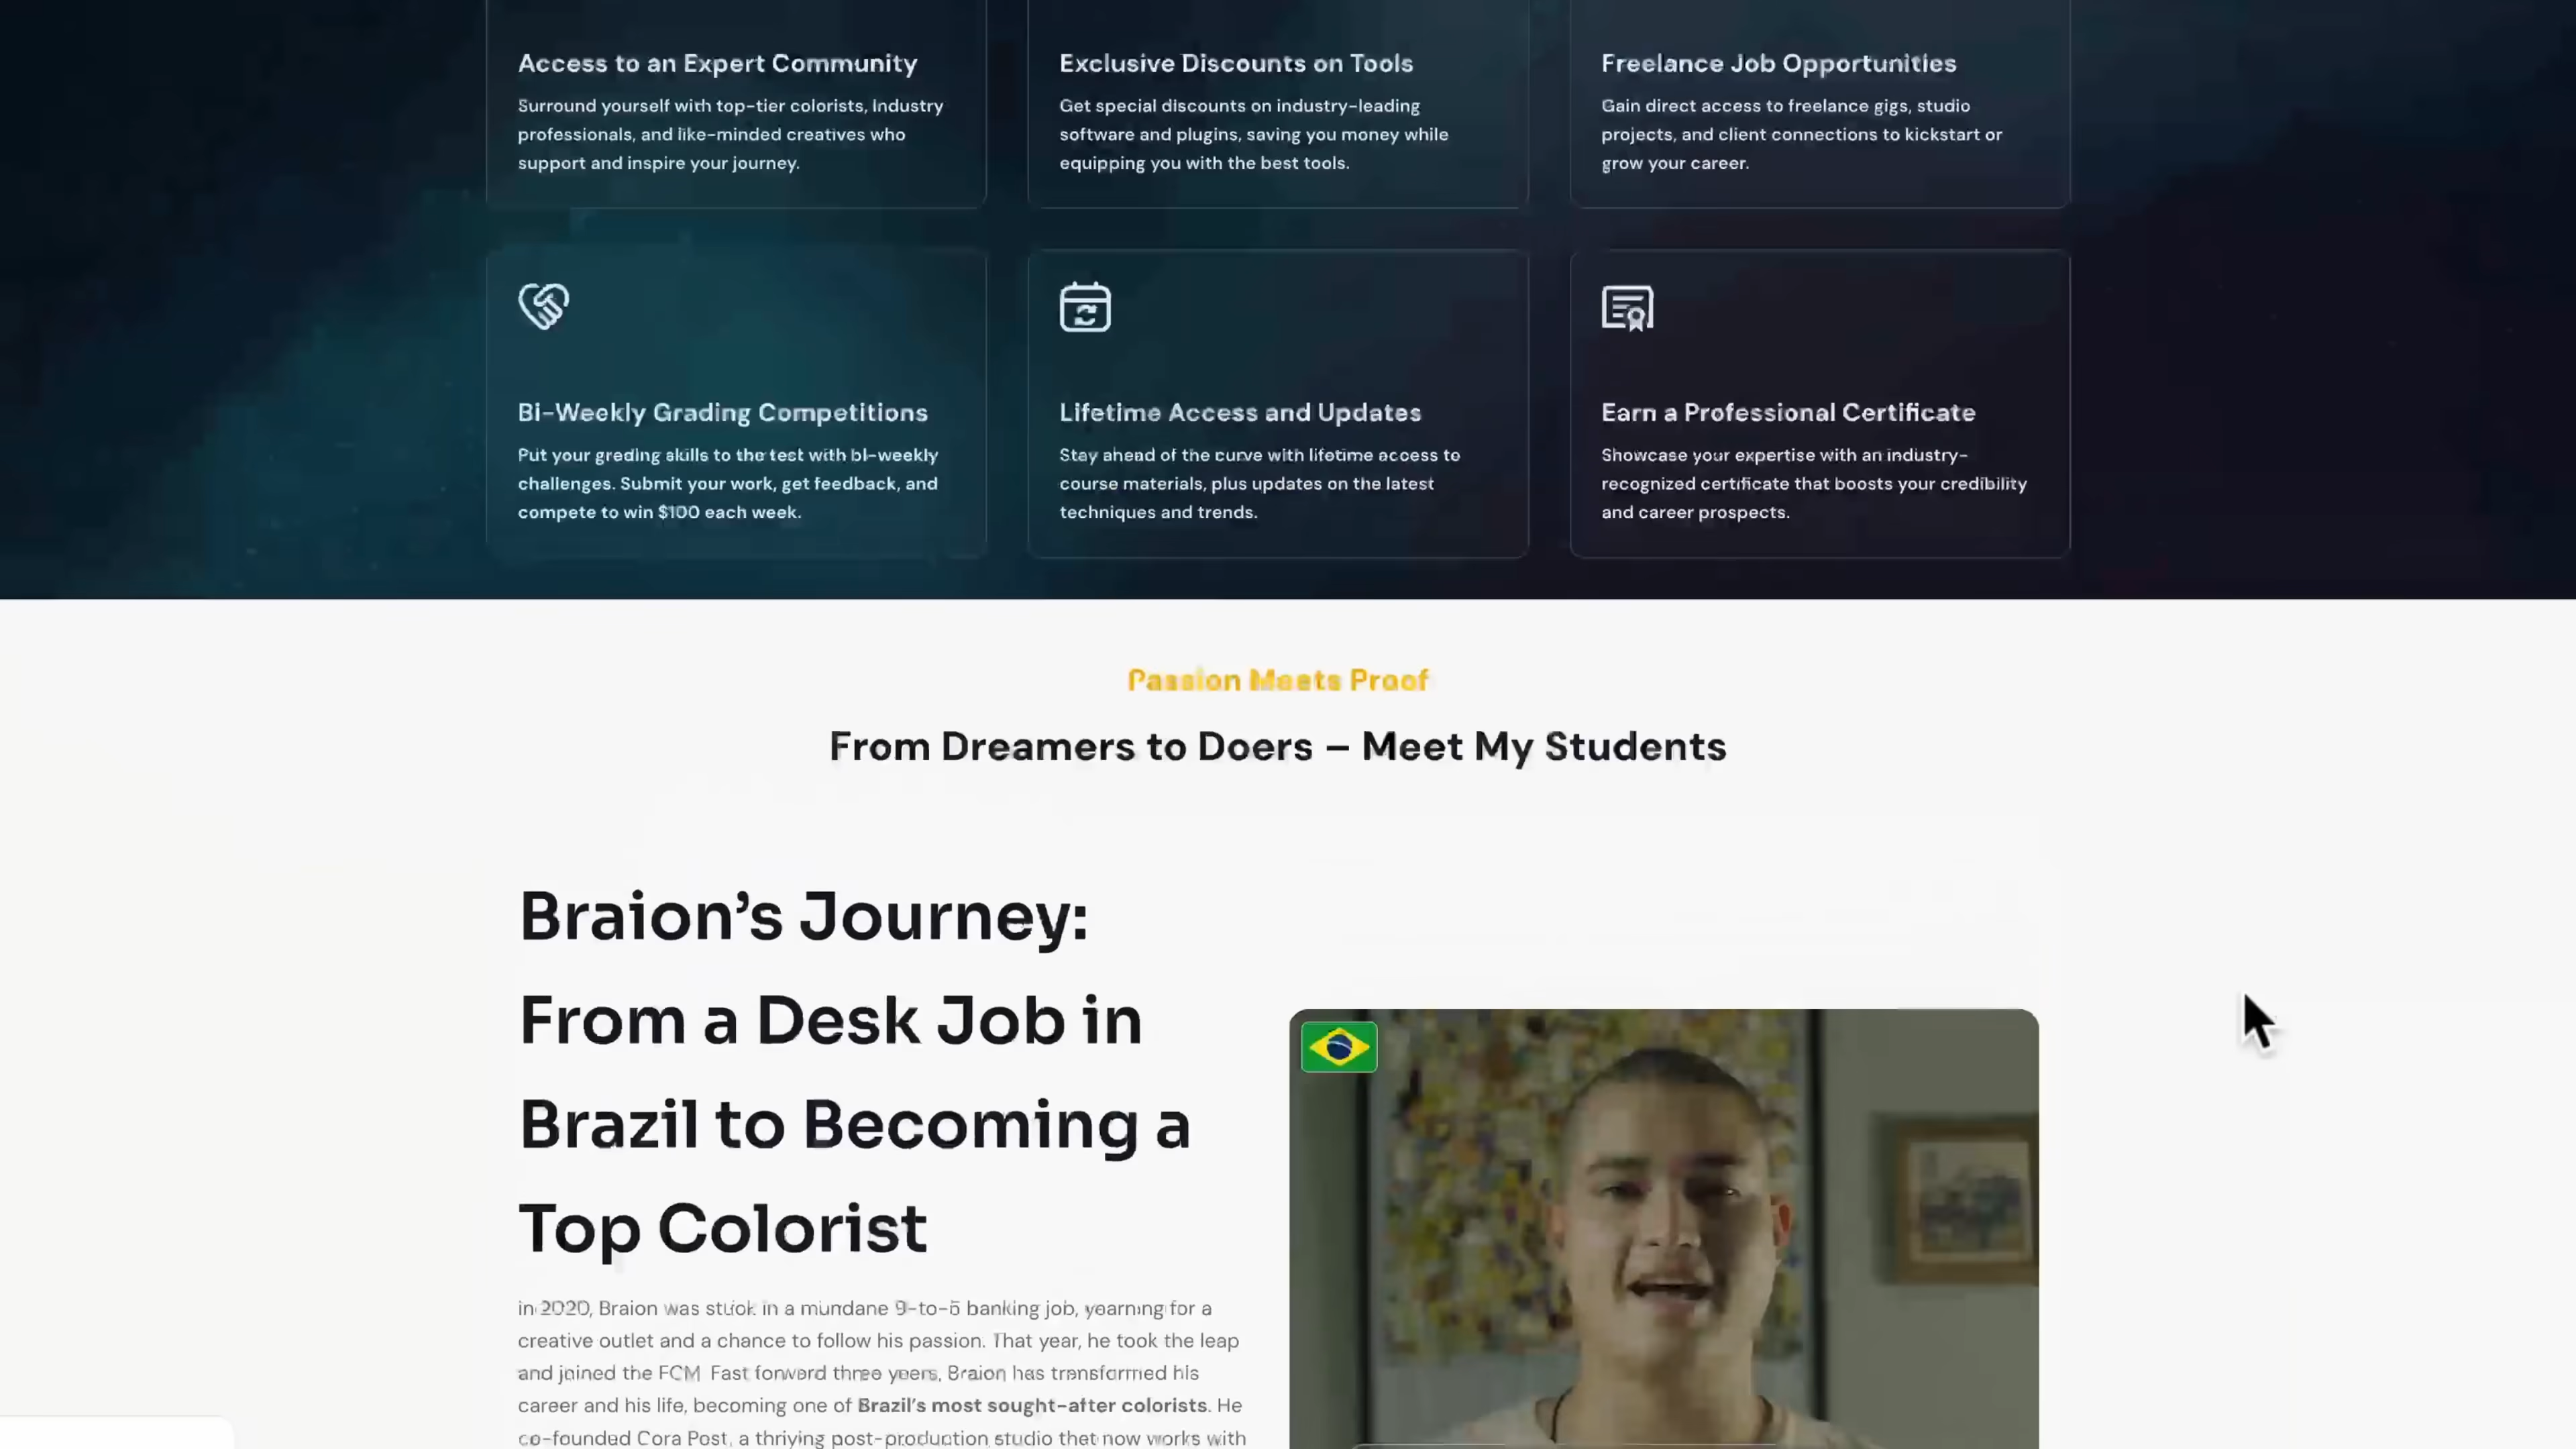 Access to an Expert Community
Surround yourself with top-tier colorists, industry
professionals, and like-minded creatives who
support and inspire your journey.
Exclusive Discounts on Tools
Get special discounts on industry-leading
software and plugins, saving you money while
equipping you with the best tools.
Freelance Job Opportunities
Gain direct access to freelance gigs, studio
projects, and client connections to kickstart or
grow your career.
Bi-Weekly Grading Competitions
Put your grading skills to the test with bi-weekly
challenges. Submit your work, get feedback, and
compete to win $100 each week.
Lifetime Access and Updates
Stay ahead of the curve with lifetime access to
course materials, plus updates on the latest
techniques and trends.
Earn a Professional Certificate
Showcase your expertise with an industry-
recognized certificate that boosts your credibility
and career prospects.
Passion Meets Proof
From Dreamers to Doers – Meet My Students
Braion’s Journey:
From a Desk Job in
Brazil to Becoming a
Top Colorist
in 2020, Braion was stuck in a mundane 9-to-5 banking job, yearning for a
creative outlet and a chance to follow his passion. That year, he took the leap
and joined the FCM. Fast forward three years, Braion has transformed his
career and his life, becoming one of Brazil’s most sought-after colorists. He
co-founded Cora Post, a thriving post-production studio that now works with